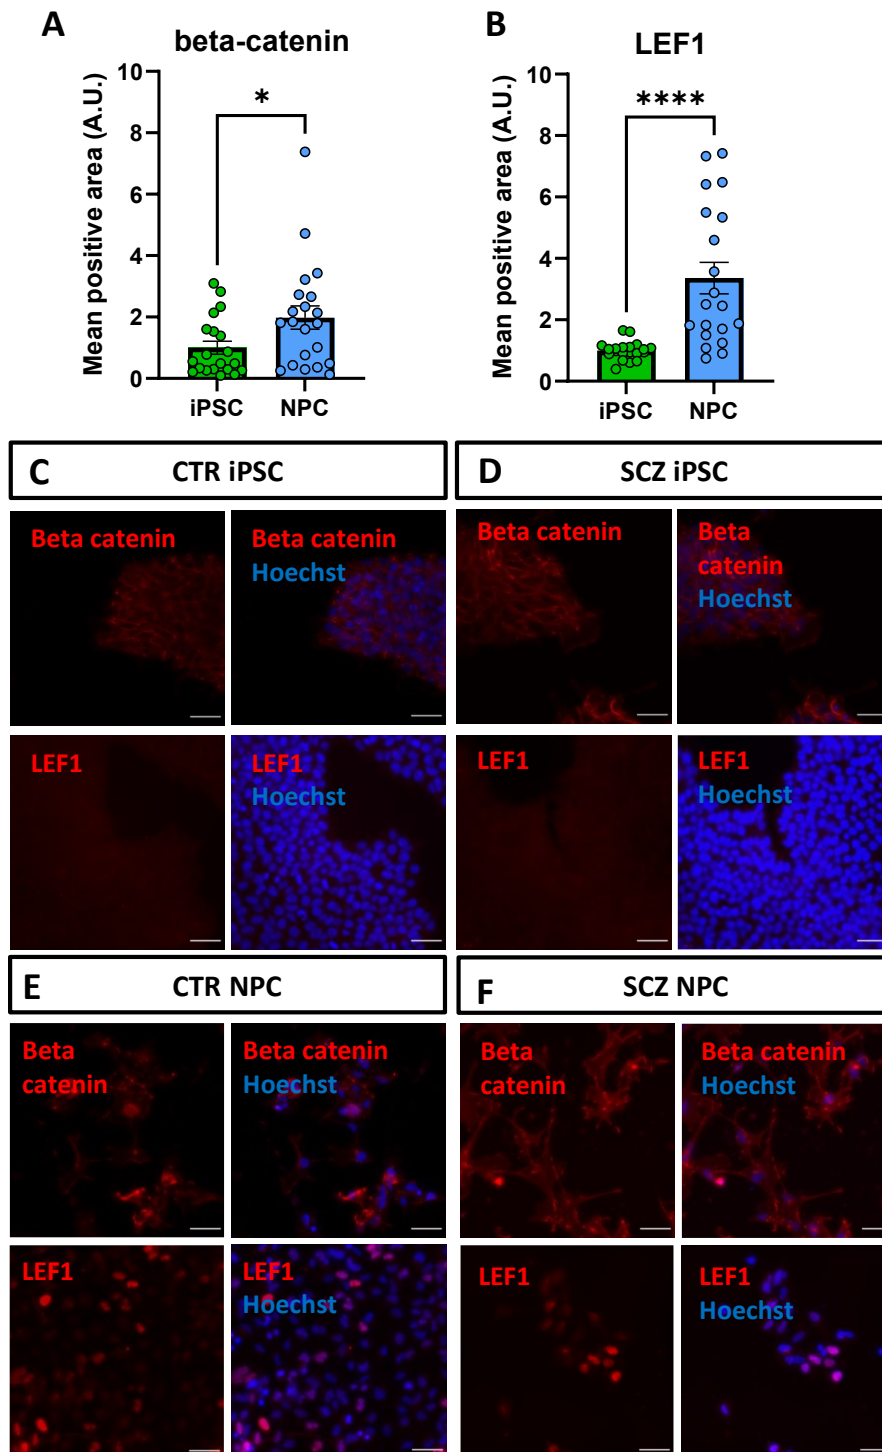 A
beta-catenin
Mean positive area (A.U.)
10
8
6
4
2
0
*
iPSC
NPC
B
LEF1
Mean positive area (A.U.)
10
8
6
4
2
0
****
iPSC
NPC
C
CTR iPSC
D
SCZ iPSC
Beta catenin
Beta catenin
Hoechst
Beta catenin
Beta
catenin
Hoechst
LEF1
LEF1
Hoechst
LEF1
LEF1
Hoechst
E
CTR NPC
F
SCZ NPC
Beta
catenin
Beta catenin
Hoechst
Beta
catenin
Beta catenin
Hoechst
LEF1
LEF1
Hoechst
LEF1
LEF1
Hoechst